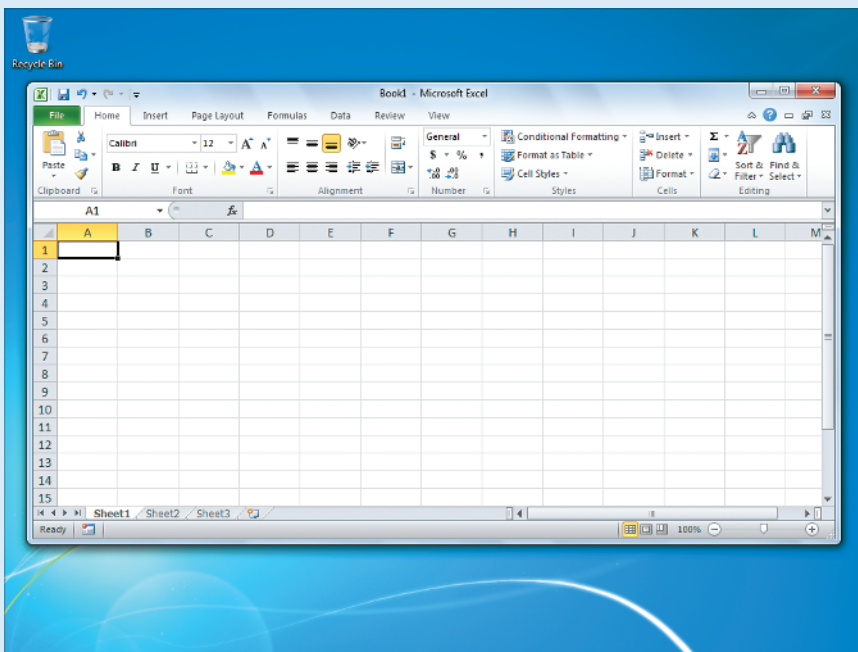 Recycle Bin
Book1 - Microsoft Excel
File Home Insert Page Layout Formulas Data Review View
Paste
Calibri 12
B I U A
General
$ % ,
Conditional Formatting
Format as Table
Cell Styles
Insert
Delete
Format
Σ
Sort & Filter
Find & Select
Clipboard Font Alignment Number Styles Cells Editing
A1 fx
A B C D E F G H I J K L M
1
2
3
4
5
6
7
8
9
10
11
12
13
14
15
Sheet1 Sheet2 Sheet3
Ready 100%